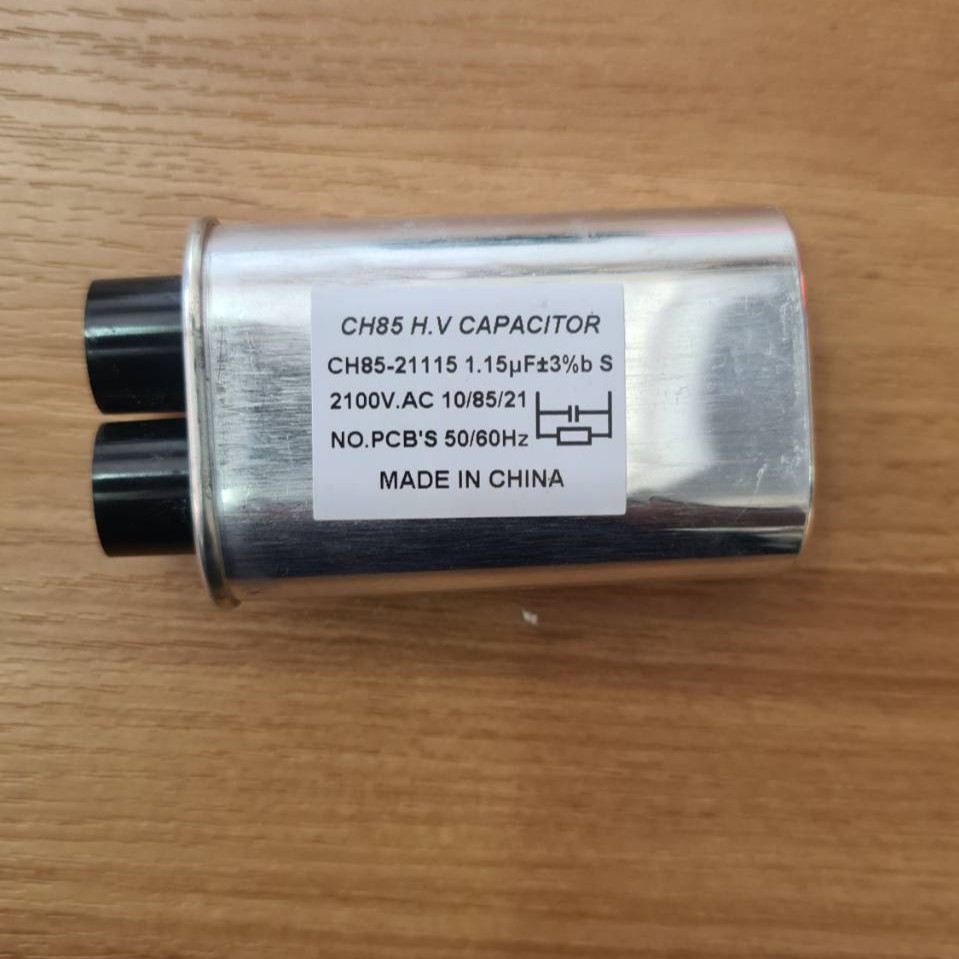 CH85 H.V CAPACITOR
CH85-21115 1.15µF±3%b S
2100V.AC 10/85/21
NO.PCB'S 50/60Hz
MADE IN CHINA